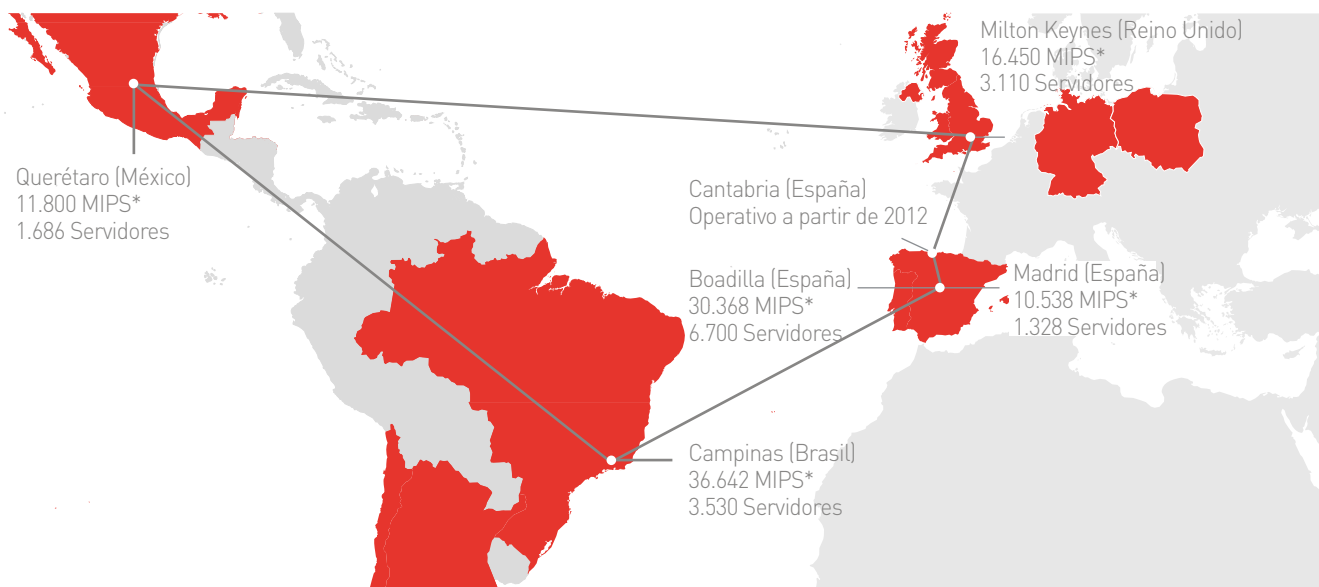 Milton Keynes (Reino Unido)
16.450 MIPS*
3.110 Servidores
Querétaro (México)
11.800 MIPS*
1.686 Servidores
Cantabria (España)
Operativo a partir de 2012
Boadilla (España)
30.368 MIPS*
6.700 Servidores
Madrid (España)
10.538 MIPS*
1.328 Servidores
Campinas (Brasil)
36.642 MIPS*
3.530 Servidores